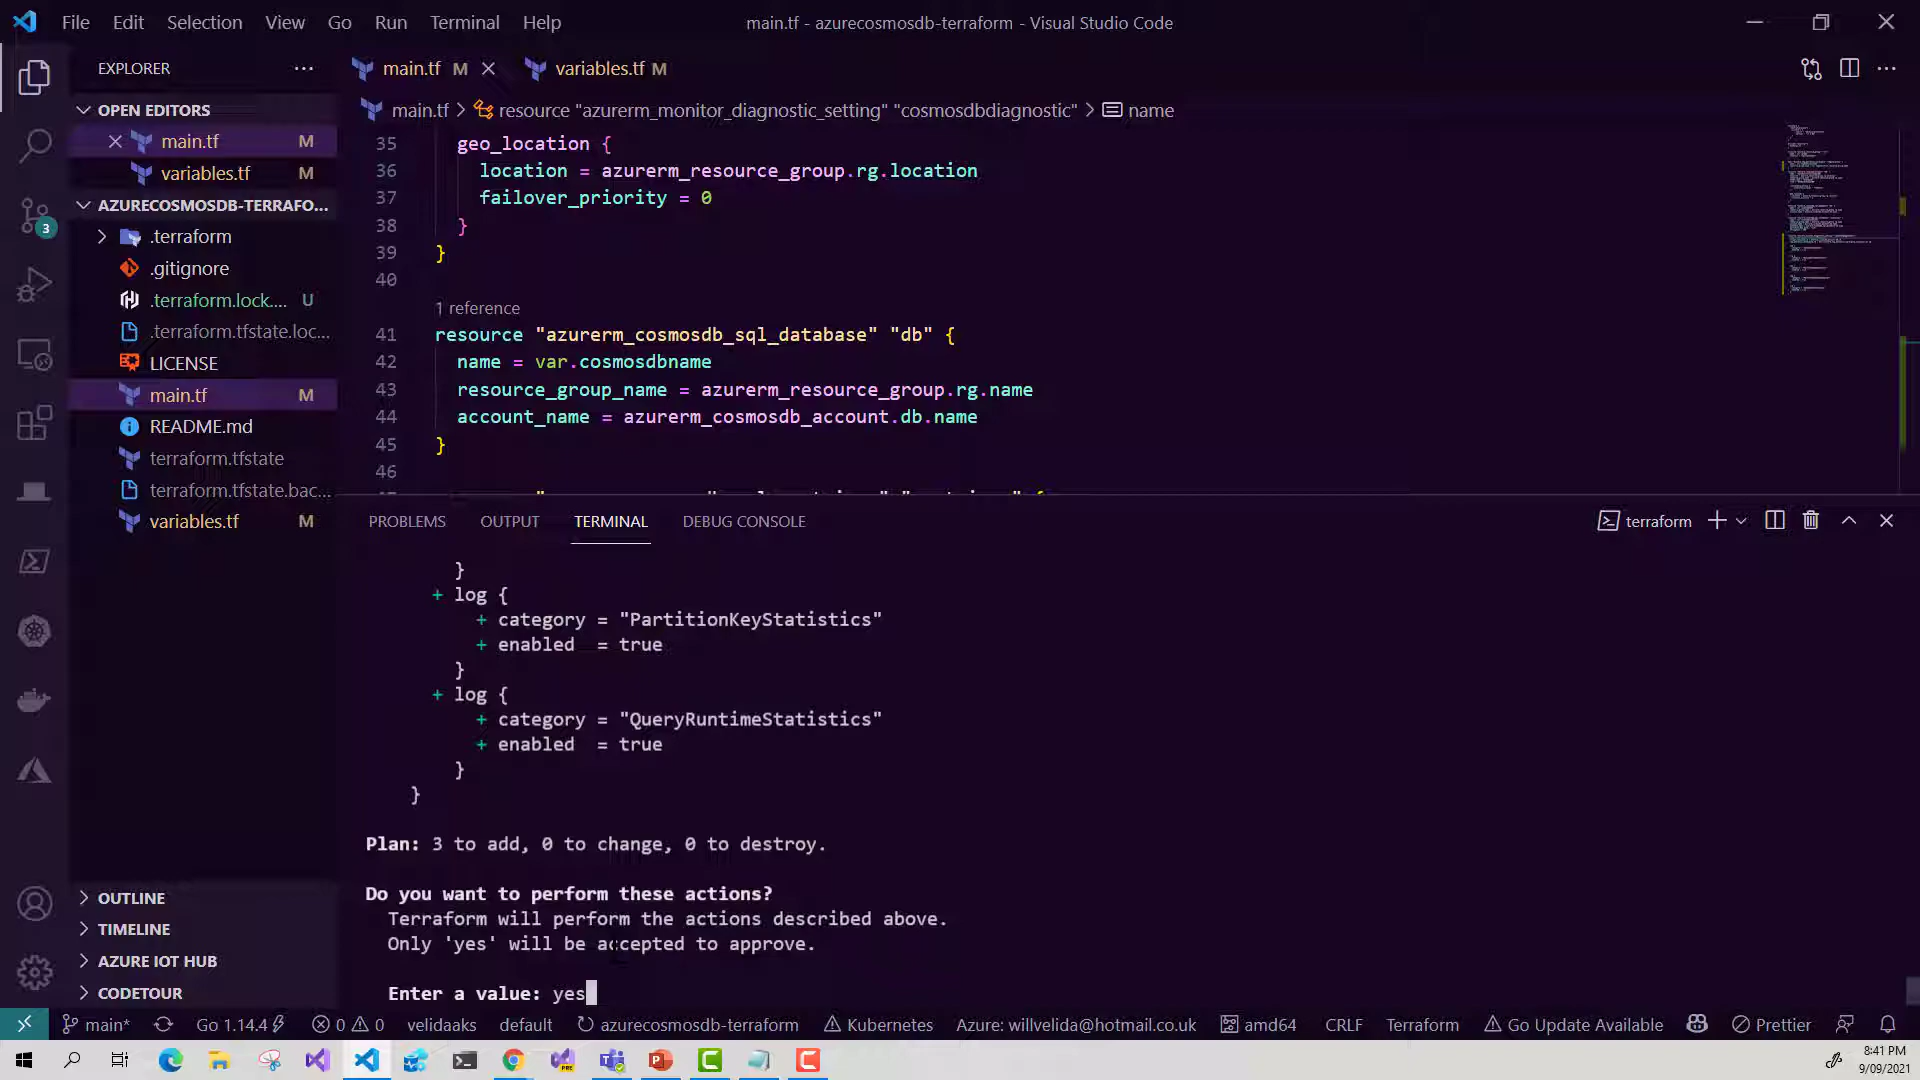 File Edit Selection View Go Run Terminal Help
main.tf - azurecosmosdb-terraform - Visual Studio Code
EXPLORER
main.tf M
variables.tf M
OPEN EDITORS
main.tf > resource "azurerm_monitor_diagnostic_setting" "cosmosdbdiagnostic" > name
main.tf M
variables.tf M
AZURECOSMOSDB-TERRAFO...
.terraform
.gitignore
.terraform.lock.... U
.terraform.tfstate.loc...
LICENSE
main.tf M
README.md
terraform.tfstate
terraform.tfstate.bac...
variables.tf M
3
35 geo_location {
36 location = azurerm_resource_group.rg.location
37 failover_priority = 0
38 }
39 }
40
1 reference
41 resource "azurerm_cosmosdb_sql_database" "db" {
42 name = var.cosmosdbname
43 resource_group_name = azurerm_resource_group.rg.name
44 account_name = azurerm_cosmosdb_account.db.name
45 }
46
PROBLEMS OUTPUT TERMINAL DEBUG CONSOLE
terraform
}
+ log {
+ category = "PartitionKeyStatistics"
+ enabled = true
}
+ log {
+ category = "QueryRuntimeStatistics"
+ enabled = true
}
}
Plan: 3 to add, 0 to change, 0 to destroy.
Do you want to perform these actions?
Terraform will perform the actions described above.
Only 'yes' will be accepted to approve.
Enter a value: yes
OUTLINE
TIMELINE
AZURE IOT HUB
CODETOUR
main* Go 1.14.4 0 0 velidaaks default azurecosmosdb-terraform Kubernetes Azure: willvelida@hotmail.co.uk amd64 CRLF Terraform Go Update Available Prettier
8:41 PM
9/09/2021